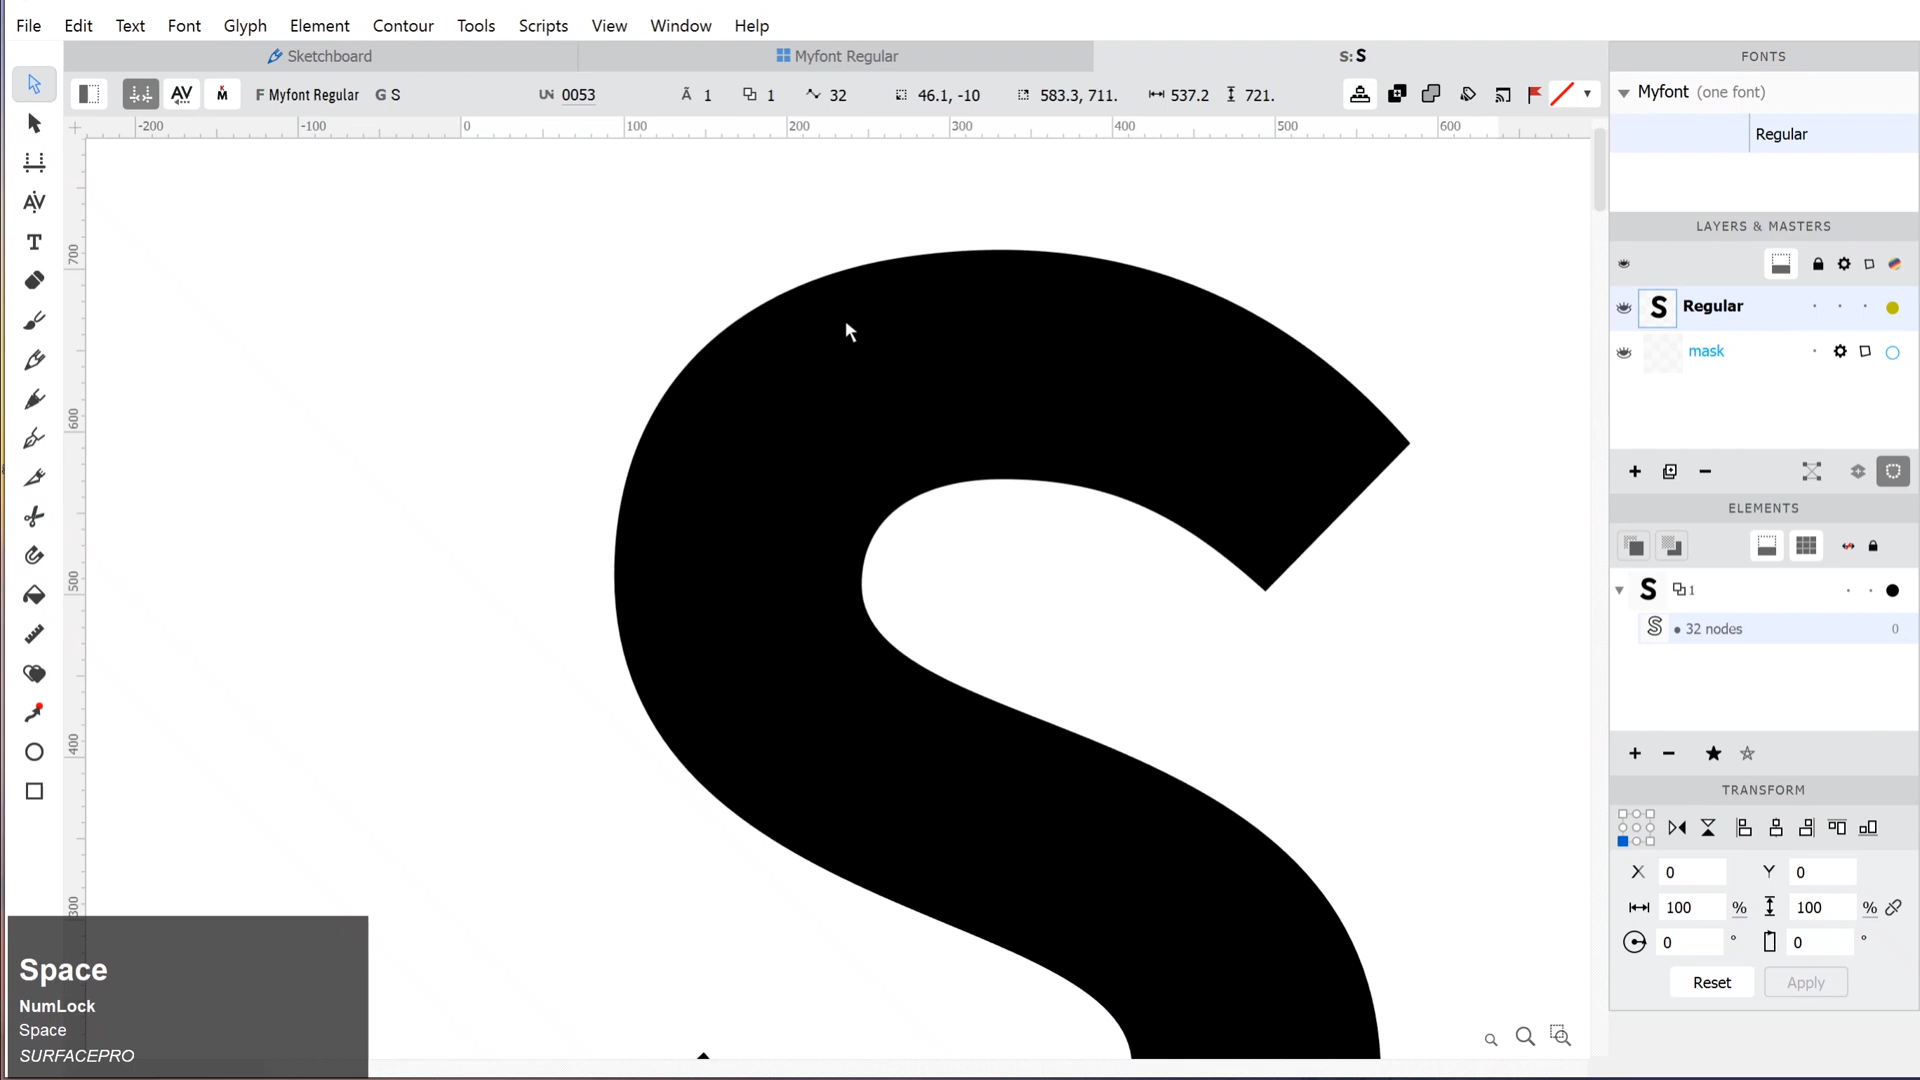 File Edit Text Font Glyph Element Contour Tools Scripts View Window Help
Sketchboard Myfont Regular S: S
F Myfont Regular G S UN 0053 Ä 1 1 32 46.1, -10 583.3, 711. 537.2 721.
-200 -100 0 100 200 300 400 500 600
700
600
500
400
300
FONTS
Myfont (one font)
Regular
LAYERS & MASTERS
S Regular
mask
ELEMENTS
S 1
S 32 nodes 0
TRANSFORM
X 0 Y 0
100 % 100 %
0 ° 0 °
Reset Apply
Space
NumLock
Space
SURFACEPRO